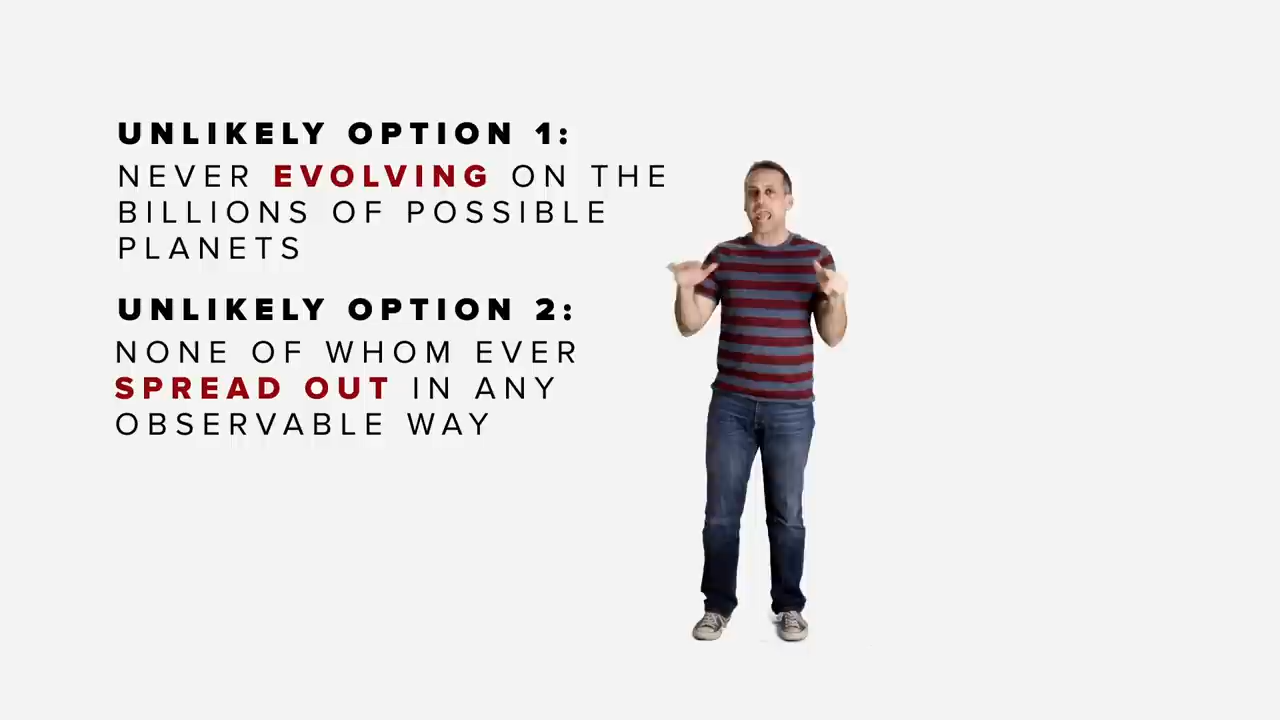 UNLIKELY OPTION 1:
NEVER EVOLVING ON THE
BILLIONS OF POSSIBLE
PLANETS
UNLIKELY OPTION 2:
NONE OF WHOM EVER
SPREAD OUT IN ANY
OBSERVABLE WAY